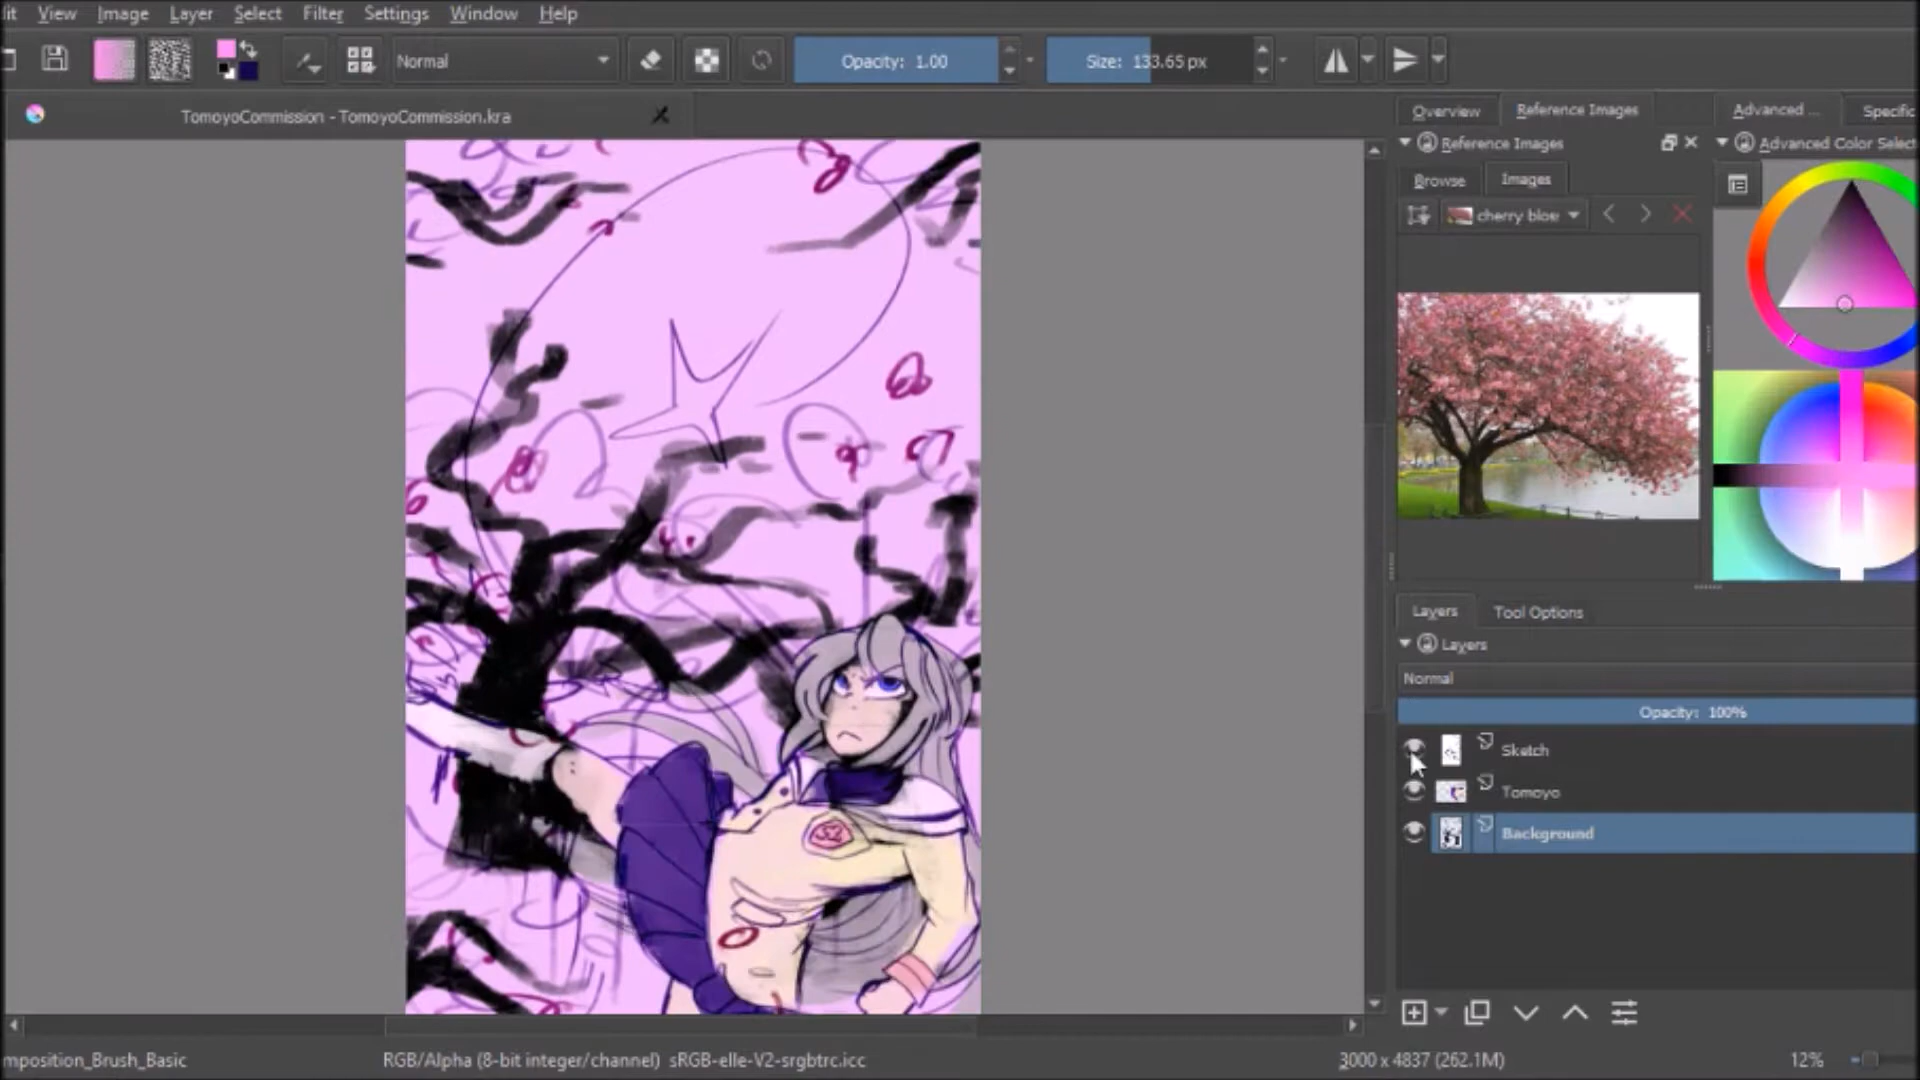 it View Image Layer Select Filter Settings Window Help
Normal Opacity: 1.00 Size: 133.65 px
TomoyoCommission - TomoyoCommission.kra
Overview Reference Images Advanced ... Specific
Reference Images Advanced Color Select
Browse Images
cherry blos
Layers Tool Options
Layers
Normal
Opacity: 100%
Sketch
Tomoyo
Background
mposition_Brush_Basic RGB/Alpha (8-bit integer/channel) sRGB-elle-V2-srgbtrc.icc 3000 x 4837 (262.1M) 12%